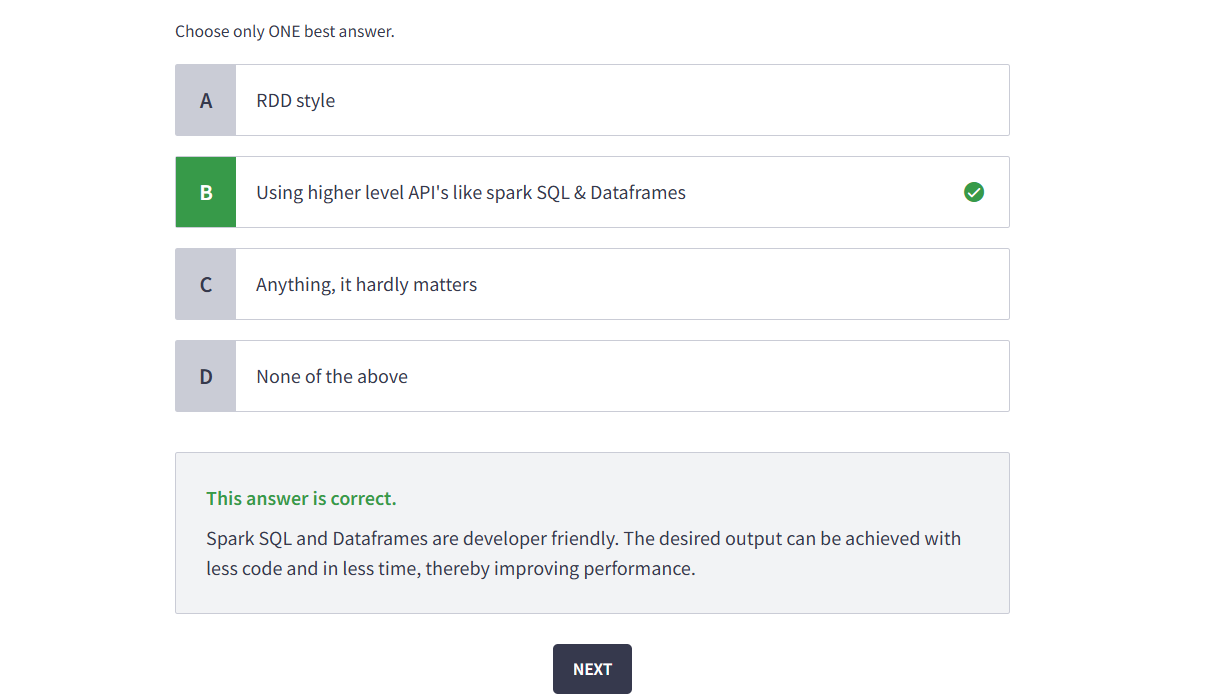 Choose only ONE best answer.
A
RDD style
B
Using higher level API's like spark SQL & Dataframes
C
Anything, it hardly matters
D
None of the above
This answer is correct.
Spark SQL and Dataframes are developer friendly. The desired output can be achieved with
less code and in less time, thereby improving performance.
NEXT